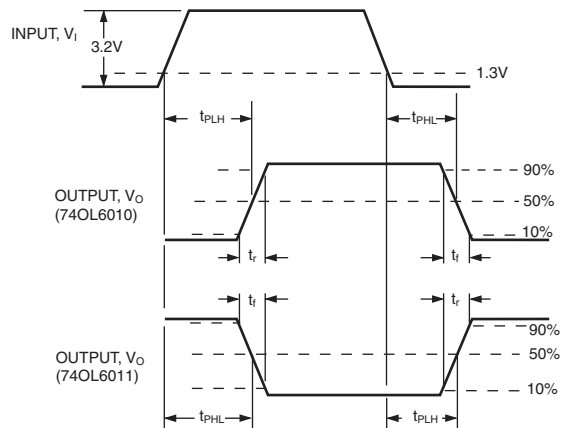 INPUT, VI
3.2V
1.3V
tPLH
tPHL
90%
OUTPUT, VO
(74OL6010)
50%
10%
tr
tf
tf
tr
90%
OUTPUT, VO
(74OL6011)
50%
10%
tPHL
tPLH